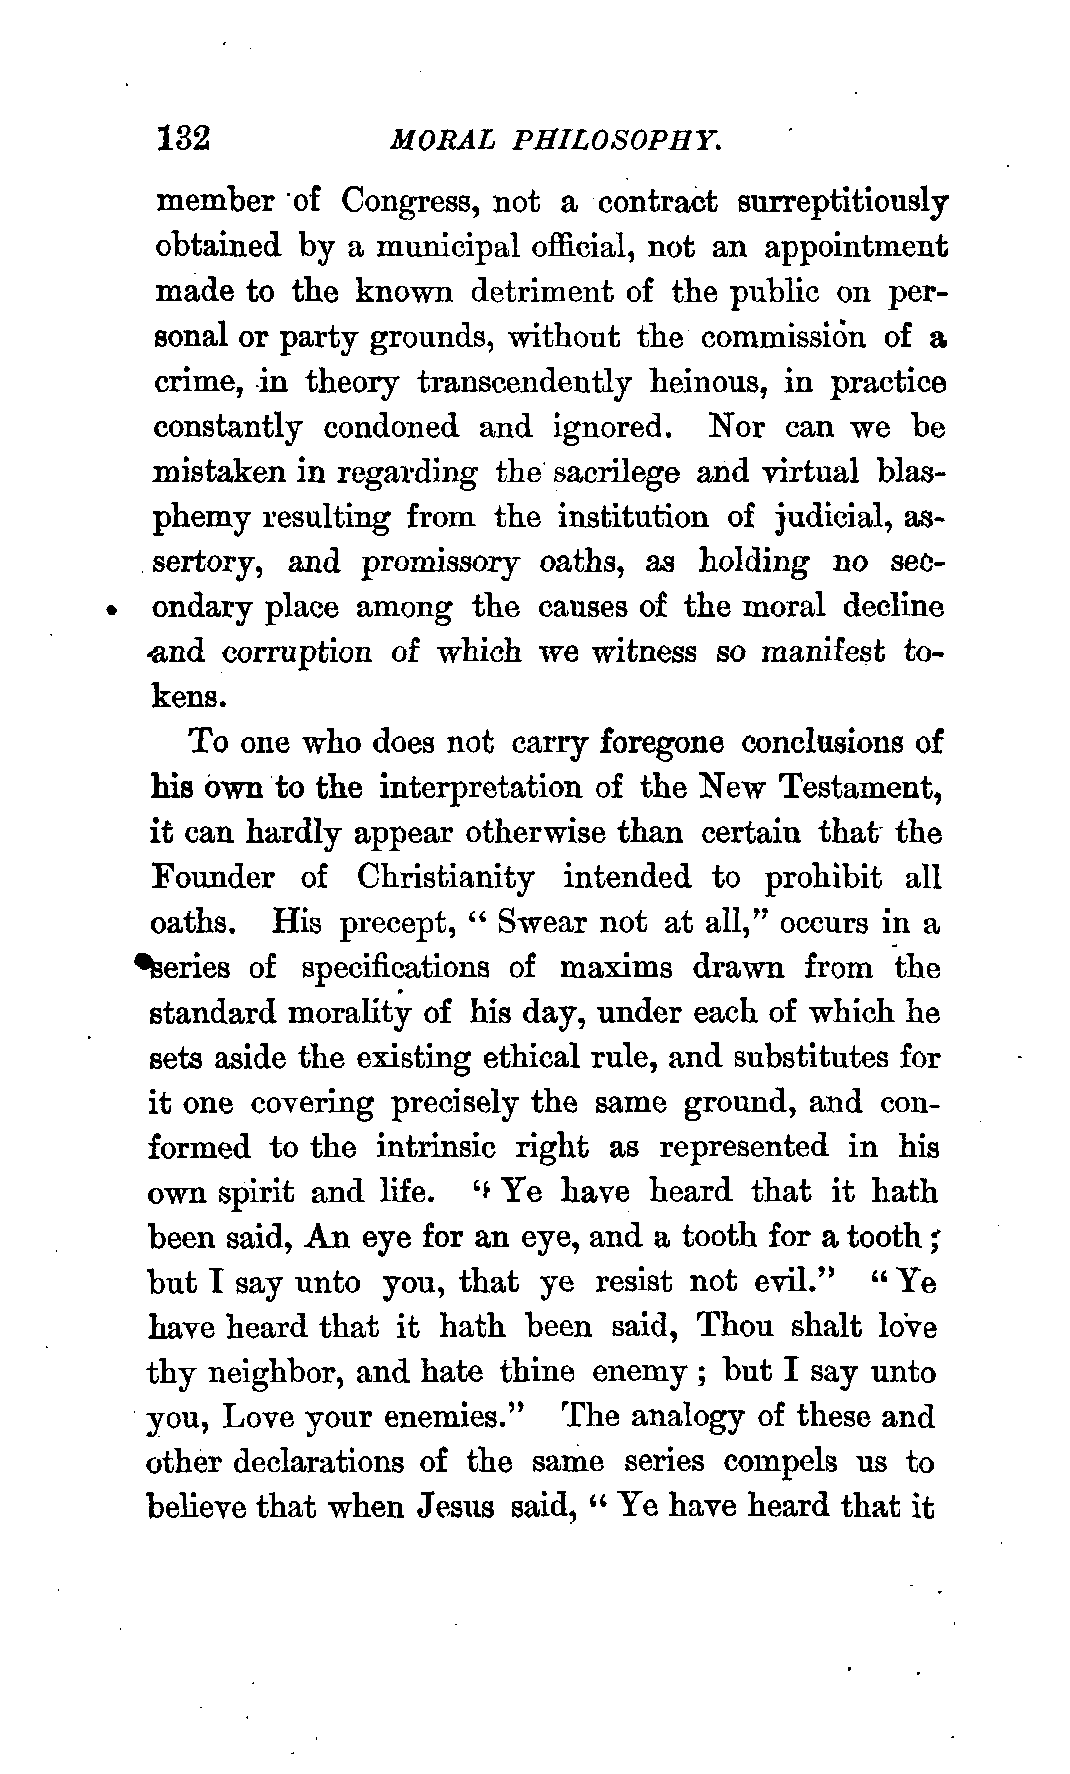 132 MORAL PHILOSOPHY.
member of Congress, not a contract surreptitiously
obtained by a municipal official, not an appointment
made to the known detriment of the public on per-
sonal or party grounds, without the commission of a
crime, in theory transcendently heinous, in practice
constantly condoned and ignored. Nor can we be
mistaken in regarding the sacrilege and virtual blas-
phemy resulting from the institution of judicial, as-
sertory, and promissory oaths, as holding no sec-
ondary place among the causes of the moral decline
and corruption of which we witness so manifest to-
kens.
To one who does not carry foregone conclusions of
his own to the interpretation of the New Testament,
it can hardly appear otherwise than certain that the
Founder of Christianity intended to prohibit all
oaths. His precept, “ Swear not at all,” occurs in a
series of specifications of maxims drawn from the
standard morality of his day, under each of which he
sets aside the existing ethical rule, and substitutes for
it one covering precisely the same ground, and con-
formed to the intrinsic right as represented in his
own spirit and life. “ Ye have heard that it hath
been said, An eye for an eye, and a tooth for a tooth ;
but I say unto you, that ye resist not evil.” “ Ye
have heard that it hath been said, Thou shalt love
thy neighbor, and hate thine enemy ; but I say unto
you, Love your enemies.” The analogy of these and
other declarations of the same series compels us to
believe that when Jesus said, “ Ye have heard that it